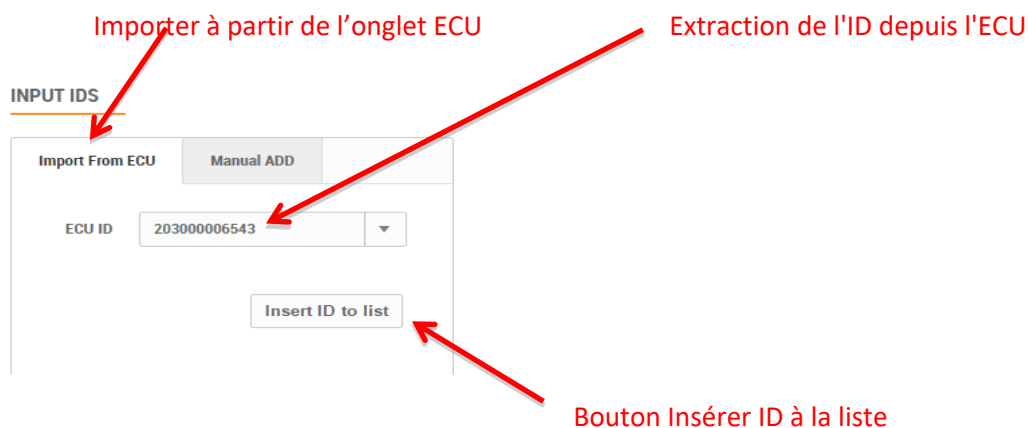 Importer à partir de l’onglet ECU
Extraction de l'ID depuis l'ECU
INPUT IDS
Import From ECU
Manual ADD
ECU ID
203000006543
Insert ID to list
Bouton Insérer ID à la liste